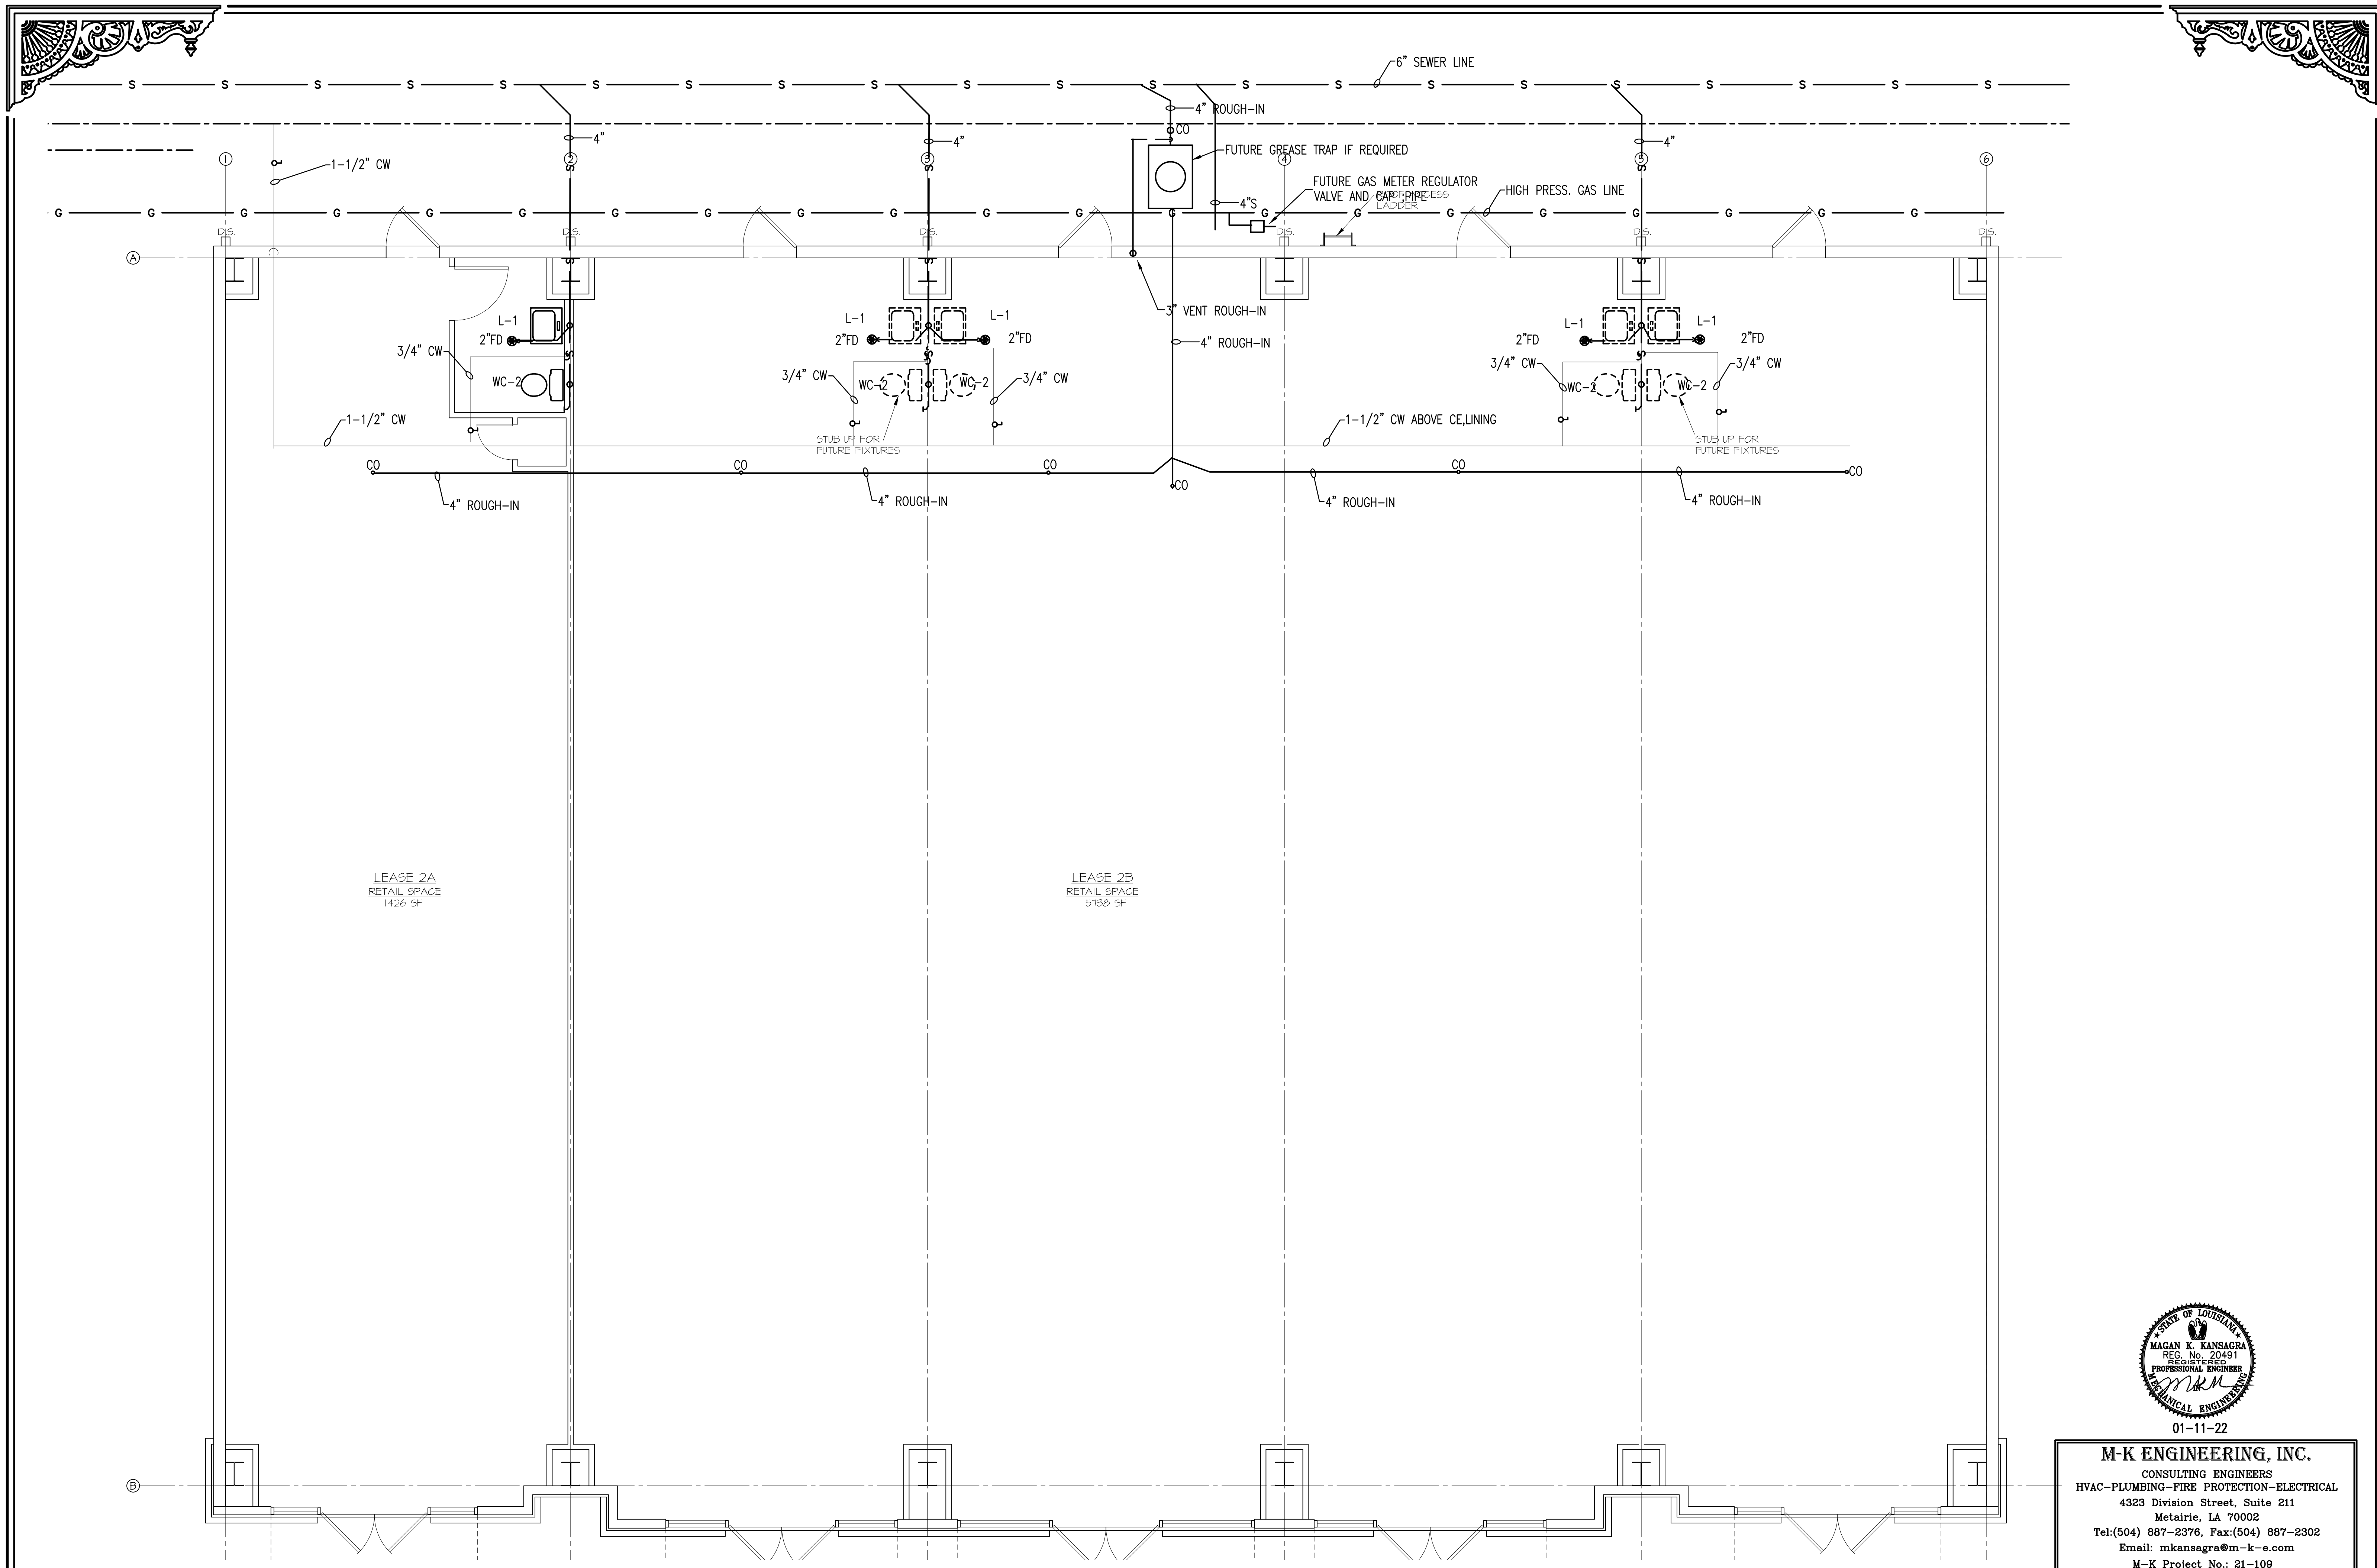 6" SEWER LINE
S S S S S S S S S S S S S S S S S S S S S
4" ROUGH-IN
CO
4"
4"
4"
FUTURE GREASE TRAP IF REQUIRED
1 2 3 4 5 6
1-1/2" CW
S S S
FUTURE GAS METER REGULATOR
VALVE AND CAP ;PIPE
LADDER
HIGH PRESS. GAS LINE
4"S
G G G G G G G G G G G G G G G G G G G G G
D.S. D.S. D.S. D.S. D.S. D.S.
A
S S S
3" VENT ROUGH-IN
L-1
2"FD
L-1
2"FD
L-1
2"FD
L-1
2"FD
L-1
2"FD
4" ROUGH-IN
S S S
3/4" CW
WC-2
3/4" CW
WC-2
WC-2
3/4" CW
3/4" CW
WC-2
WC-2
3/4" CW
1-1/2" CW
1-1/2" CW ABOVE CE,LINING
STUB UP FOR
FUTURE FIXTURES
STUB UP FOR
FUTURE FIXTURES
CO CO CO CO CO CO
4" ROUGH-IN
4" ROUGH-IN
4" ROUGH-IN
4" ROUGH-IN
LEASE 2A
RETAIL SPACE
1426 SF
LEASE 2B
RETAIL SPACE
5738 SF
STATE OF LOUISIANA
MAGAN K. KANSAGRA
REG. No. 20491
REGISTERED
PROFESSIONAL ENGINEER
IN
MECHANICAL ENGINEERING
01-11-22
B
M-K ENGINEERING, INC.
CONSULTING ENGINEERS
HVAC-PLUMBING-FIRE PROTECTION-ELECTRICAL
4323 Division Street, Suite 211
Metairie, LA 70002
Tel:(504) 887-2376, Fax:(504) 887-2302
Email: mkansagra@m-k-e.com
M-K Project No.: 21-109